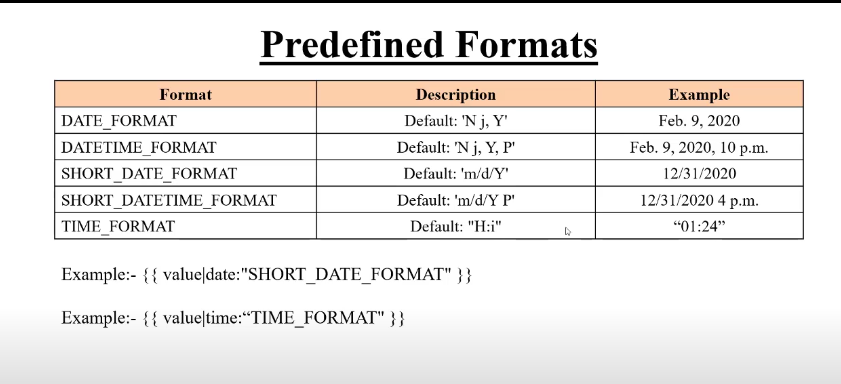 Predefined Formats
Format Description Example
DATE_FORMAT Default: 'N j, Y' Feb. 9, 2020
DATETIME_FORMAT Default: 'N j, Y, P' Feb. 9, 2020, 10 p.m.
SHORT_DATE_FORMAT Default: 'm/d/Y' 12/31/2020
SHORT_DATETIME_FORMAT Default: 'm/d/Y P' 12/31/2020 4 p.m.
TIME_FORMAT Default: "H:i" “01:24”
Example:- {{ value|date:"SHORT_DATE_FORMAT" }}
Example:- {{ value|time:“TIME_FORMAT" }}